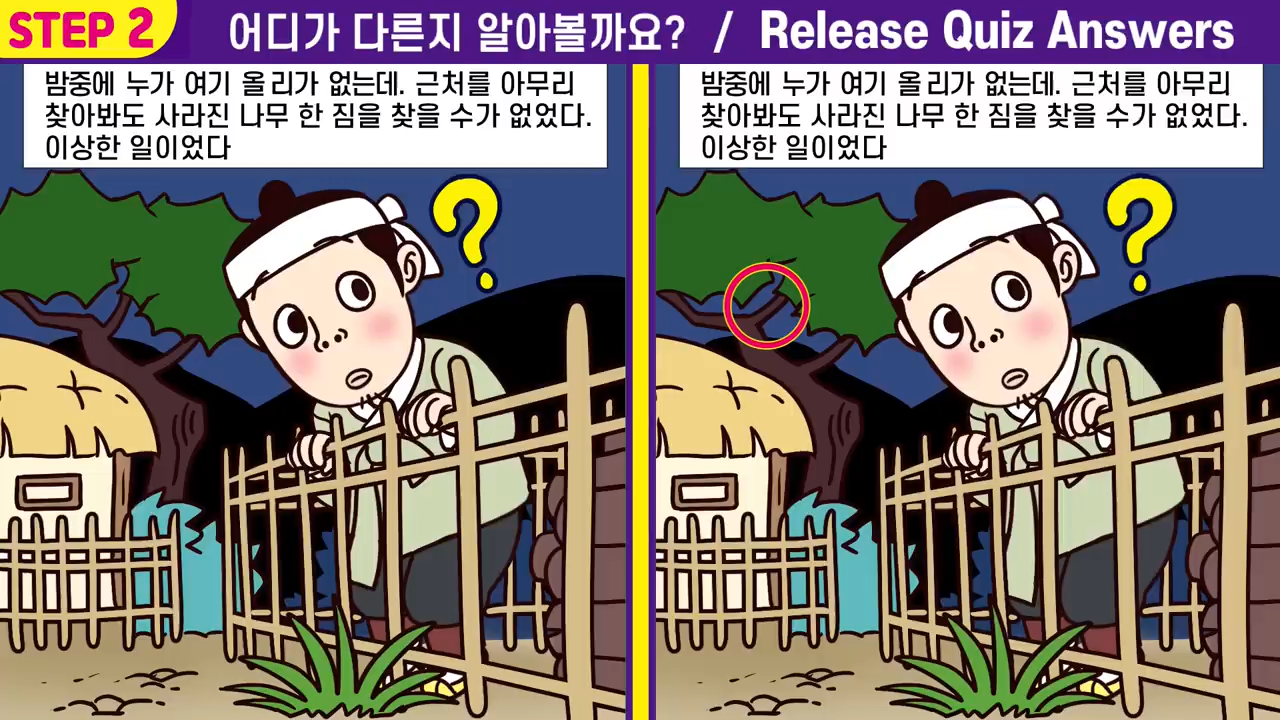 STEP 2
어디가 다른지 알아볼까요? / Release Quiz Answers
밤중에 누가 여기 올리가 없는데. 근처를 아무리
찾아봐도 사라진 나무 한 짐을 찾을 수가 없었다.
이상한 일이었다
?
밤중에 누가 여기 올리가 없는데. 근처를 아무리
찾아봐도 사라진 나무 한 짐을 찾을 수가 없었다.
이상한 일이었다
?